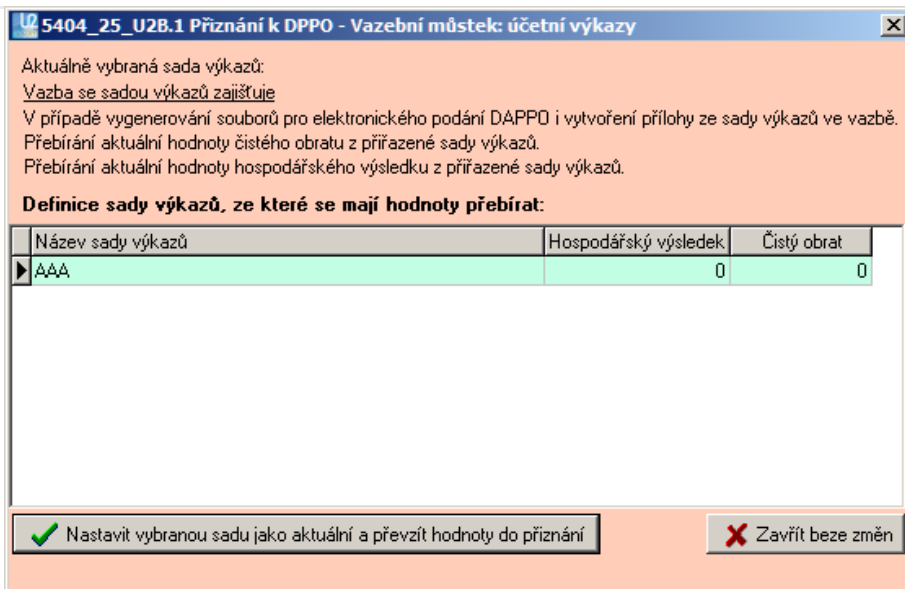 U2 5404_25_U2B.1 Přiznání k DPPO - Vazební můstek: účetní výkazy
Aktuálně vybraná sada výkazů:
Vazba se sadou výkazů zajišťuje
V případě vygenerování souborů pro elektronického podání DAPPO i vytvoření přílohy ze sady výkazů ve vazbě.
Přebírání aktuální hodnoty čistého obratu z přiřazené sady výkazů.
Přebírání aktuální hodnoty hospodářského výsledku z přiřazené sady výkazů.
Definice sady výkazů, ze které se mají hodnoty přebírat:
Název sady výkazů Hospodářský výsledek Čistý obrat
AAA 0 0
Nastavit vybranou sadu jako aktuální a převzít hodnoty do přiznání Zavřít beze změn